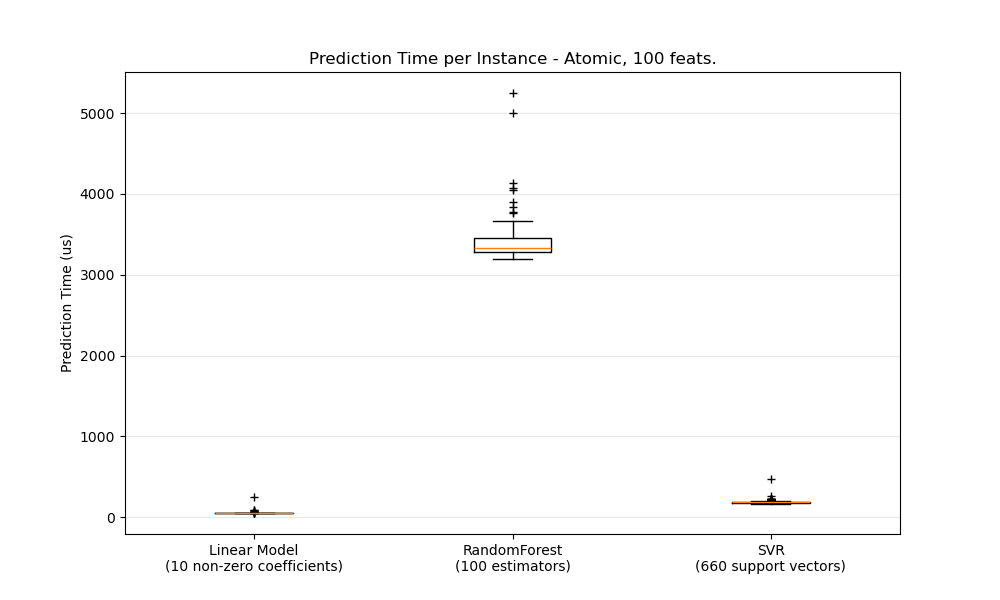 Prediction Time per Instance - Atomic, 100 feats.
Prediction Time (us)
5000
4000
3000
2000
1000
0
Linear Model
(10 non-zero coefficients)
RandomForest
(100 estimators)
SVR
(660 support vectors)